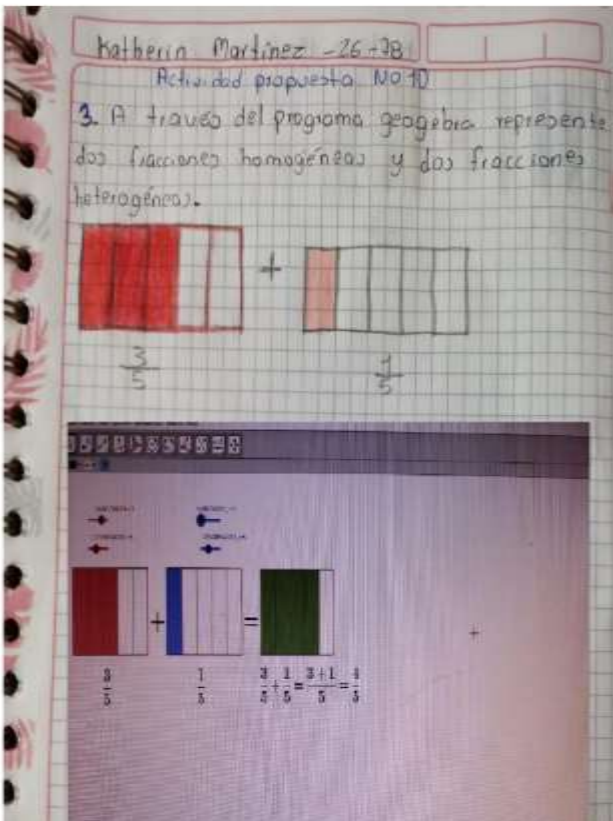 Katherin Martínez - 26-78
Actividad propuesta No 10
3. A través del programa geogebra represente
dos fracciones homogéneas y dos fracciones
heterogéneas.
+
3/5
1/5
+ =
3/5
1/5
3/5 + 1/5 = 3+1/5 = 4/5